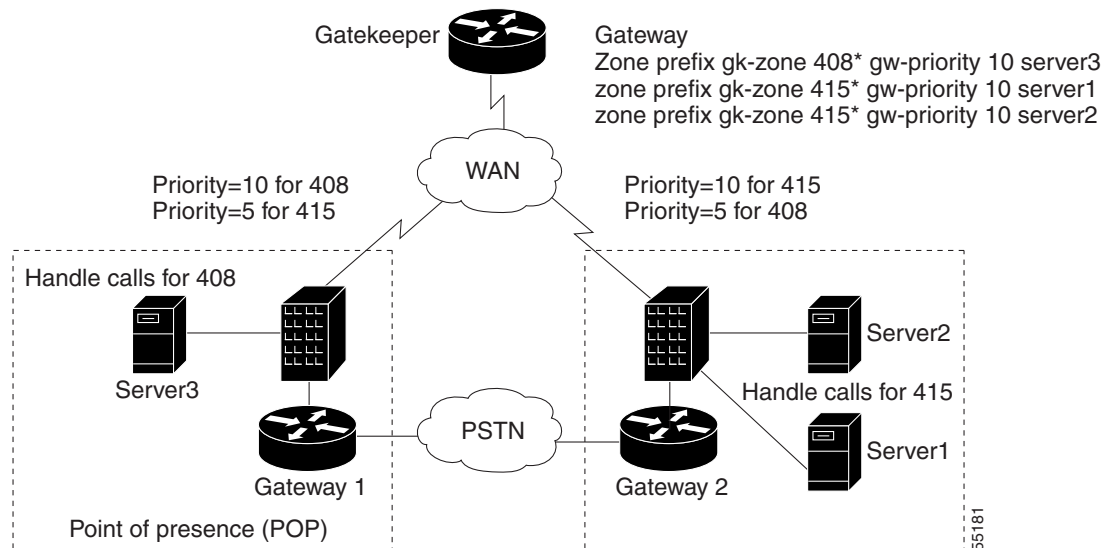 Gatekeeper
Gateway
Zone prefix gk-zone 408* gw-priority 10 server3
zone prefix gk-zone 415* gw-priority 10 server1
zone prefix gk-zone 415* gw-priority 10 server2
WAN
Priority=10 for 408
Priority=5 for 415
Priority=10 for 415
Priority=5 for 408
Handle calls for 408
Server3
Server2
Handle calls for 415
Server1
PSTN
Gateway 1
Gateway 2
Point of presence (POP)
55181